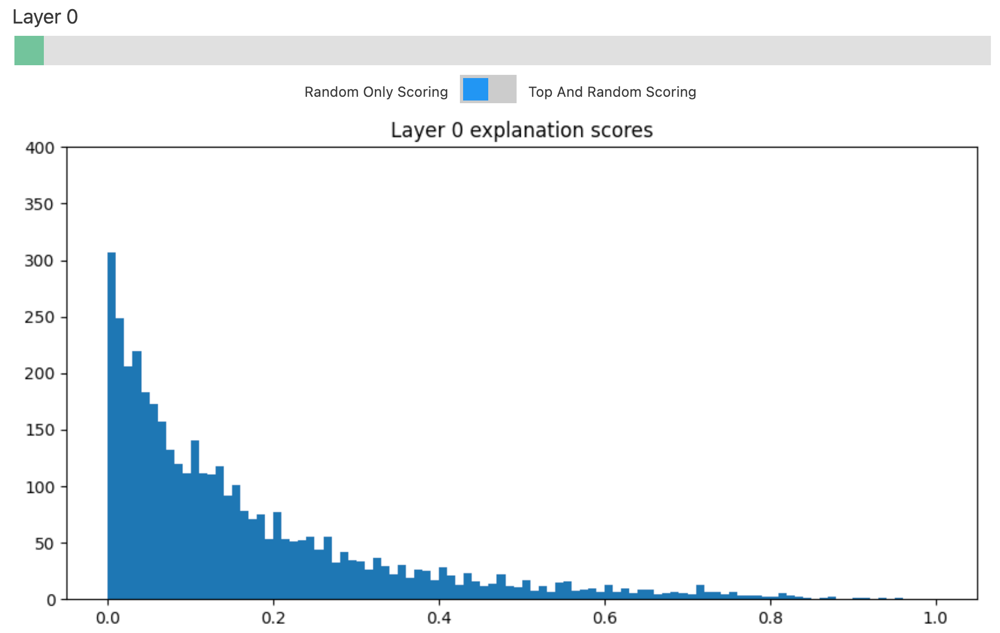 Layer 0
Random Only Scoring Top And Random Scoring
Layer 0 explanation scores
400
350
300
250
200
150
100
50
0
0.0 0.2 0.4 0.6 0.8 1.0